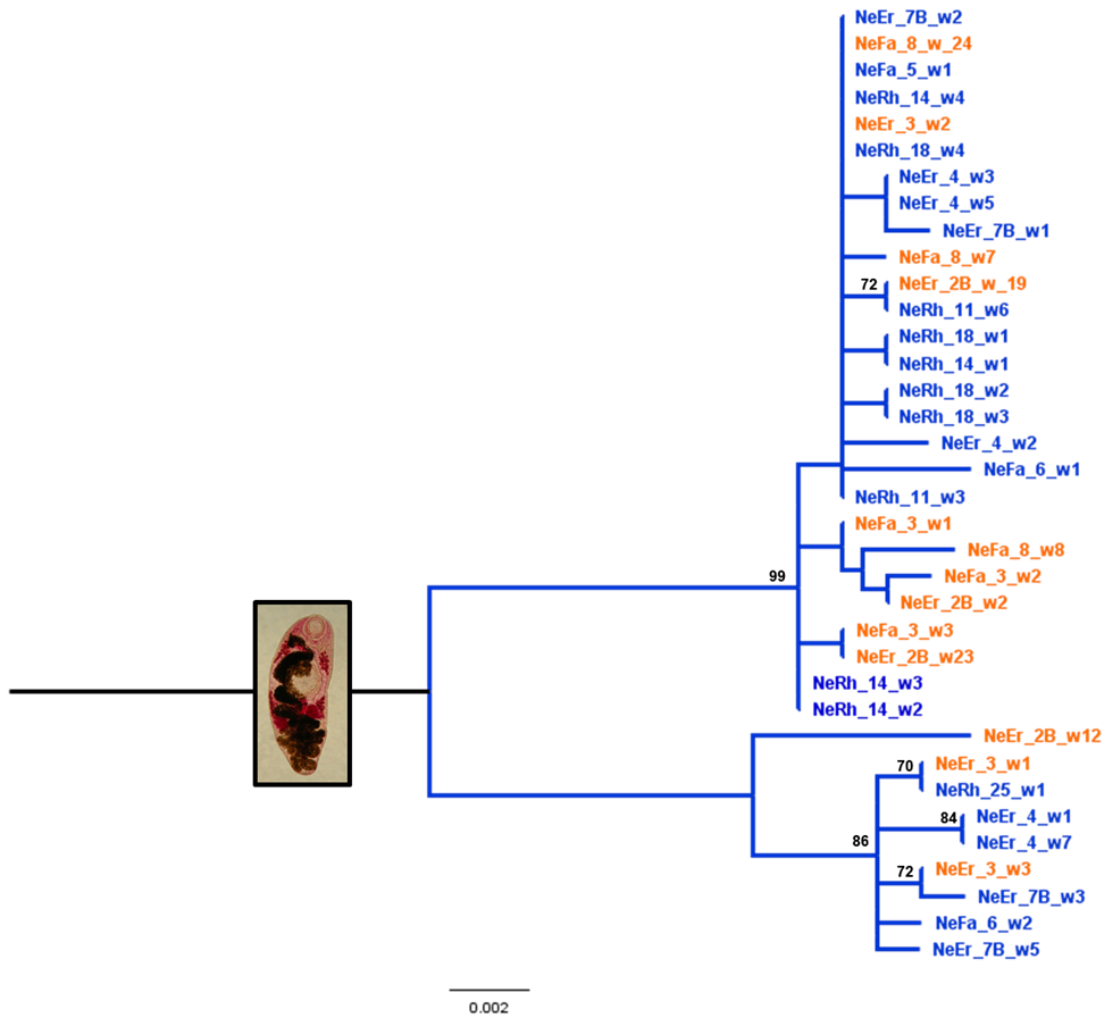 NeEr_7B_w2
NeFa_8_w_24
NeFa_5_w1
NeRh_14_w4
NeEr_3_w2
NeRh_18_w4
NeEr_4_w3
NeEr_4_w5
NeEr_7B_w1
NeFa_8_w7
72 NeEr_2B_w_19
NeRh_11_w6
NeRh_18_w1
NeRh_14_w1
NeRh_18_w2
NeRh_18_w3
NeEr_4_w2
NeFa_6_w1
NeRh_11_w3
NeFa_3_w1
NeFa_8_w8
99 NeFa_3_w2
NeEr_2B_w2
NeFa_3_w3
NeEr_2B_w23
NeRh_14_w3
NeRh_14_w2
NeEr_2B_w12
70 NeEr_3_w1
NeRh_25_w1
84 NeEr_4_w1
86 NeEr_4_w7
72 NeEr_3_w3
NeEr_7B_w3
NeFa_6_w2
NeEr_7B_w5
0.002